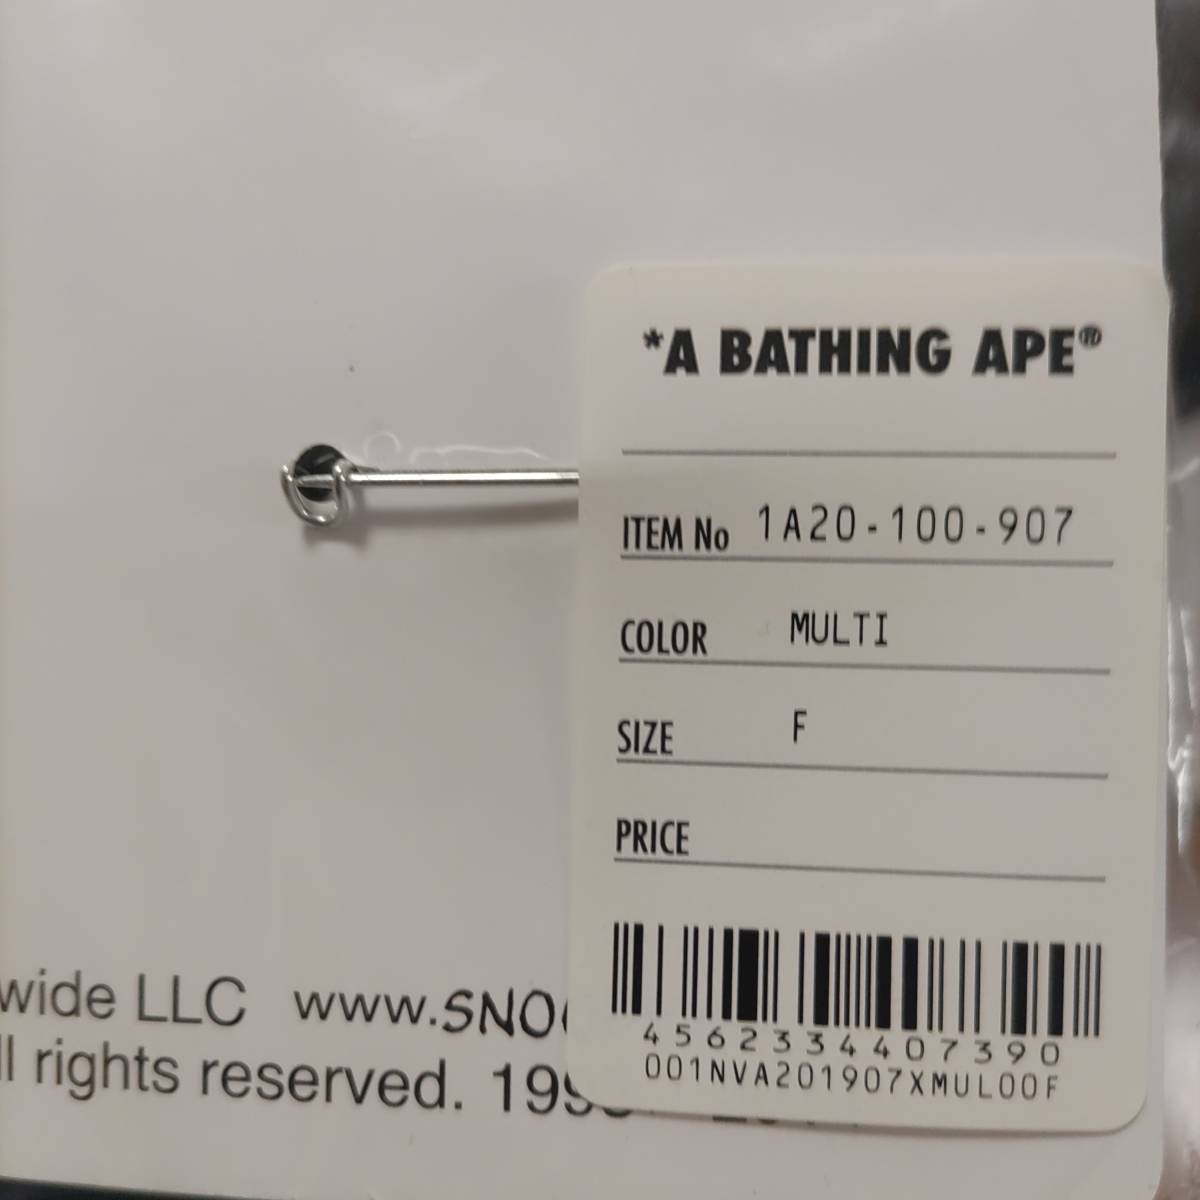 *A BATHING APE®
ITEM No 1A20-100-907
COLOR MULTI
SIZE F
PRICE
4562334407390
001NVA201907XMUL00F
wide LLC www.SNO
ll rights reserved. 199